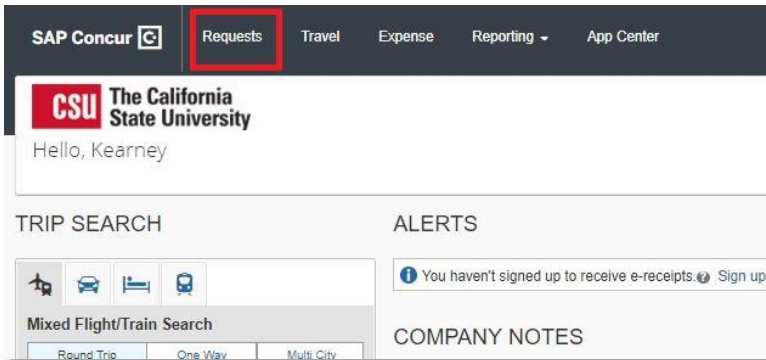 SAP Concur C Requests Travel Expense Reporting App Center
CSU The California
State University
Hello, Kearney
TRIP SEARCH
Mixed Flight/Train Search
Round Trip One Way Multi City
ALERTS
You haven't signed up to receive e-receipts. Sign up
COMPANY NOTES